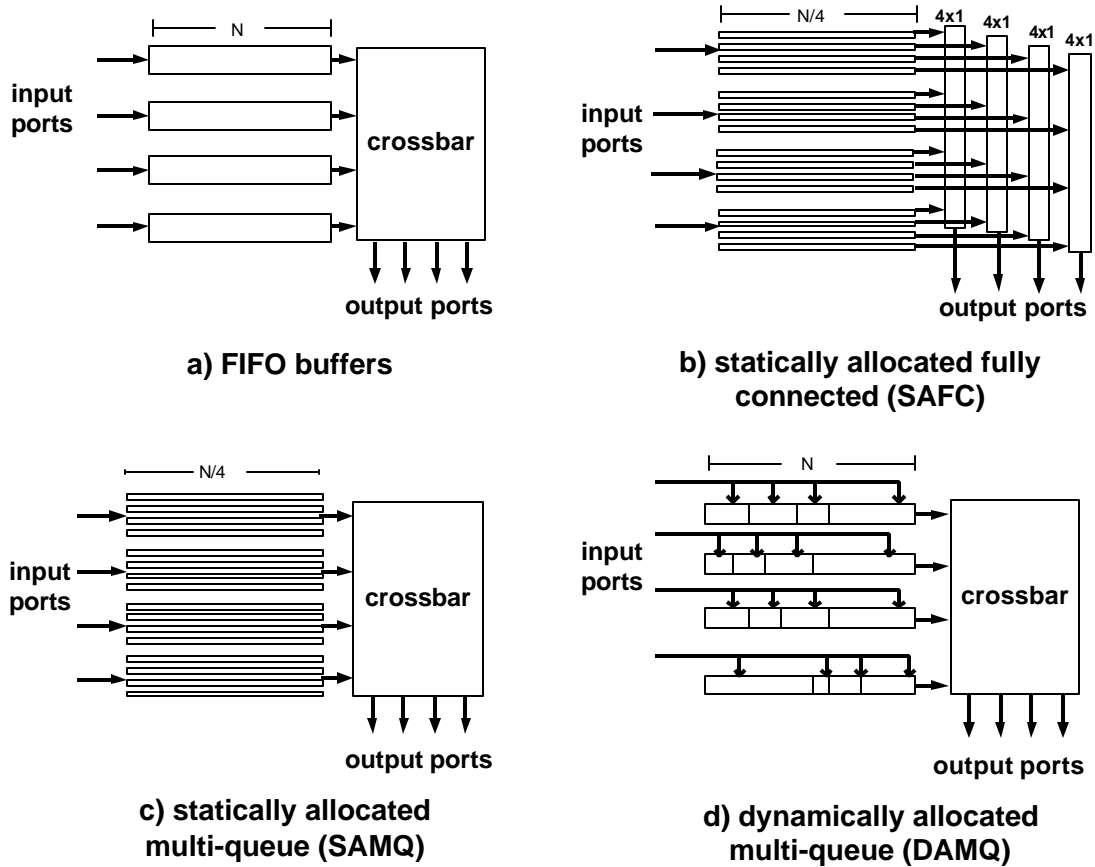 N
input
ports
crossbar
output ports
a) FIFO buffers
N/4
4x1
4x1
4x1
4x1
input
ports
output ports
b) statically allocated fully
connected (SAFC)
N/4
input
ports
crossbar
output ports
c) statically allocated
multi-queue (SAMQ)
N
input
ports
crossbar
output ports
d) dynamically allocated
multi-queue (DAMQ)